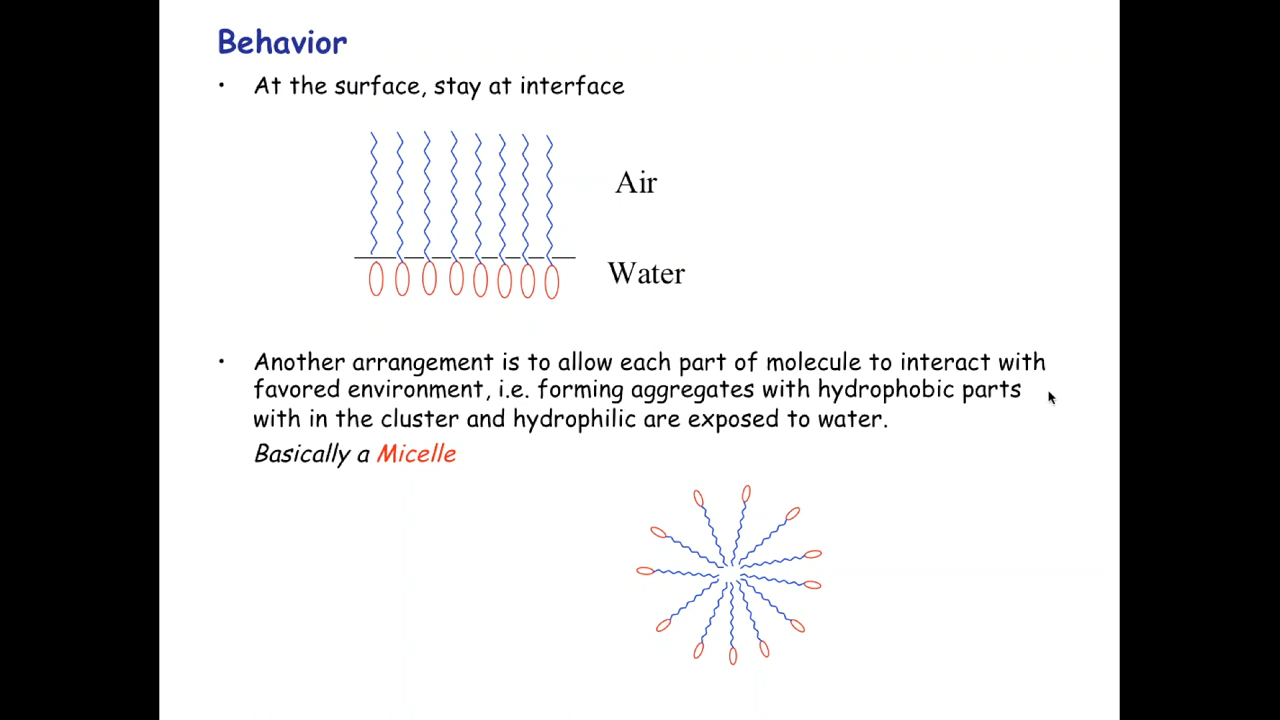 Behavior
• At the surface, stay at interface
Air
Water
• Another arrangement is to allow each part of molecule to interact with
favored environment, i.e. forming aggregates with hydrophobic parts
with in the cluster and hydrophilic are exposed to water.
Basically a Micelle